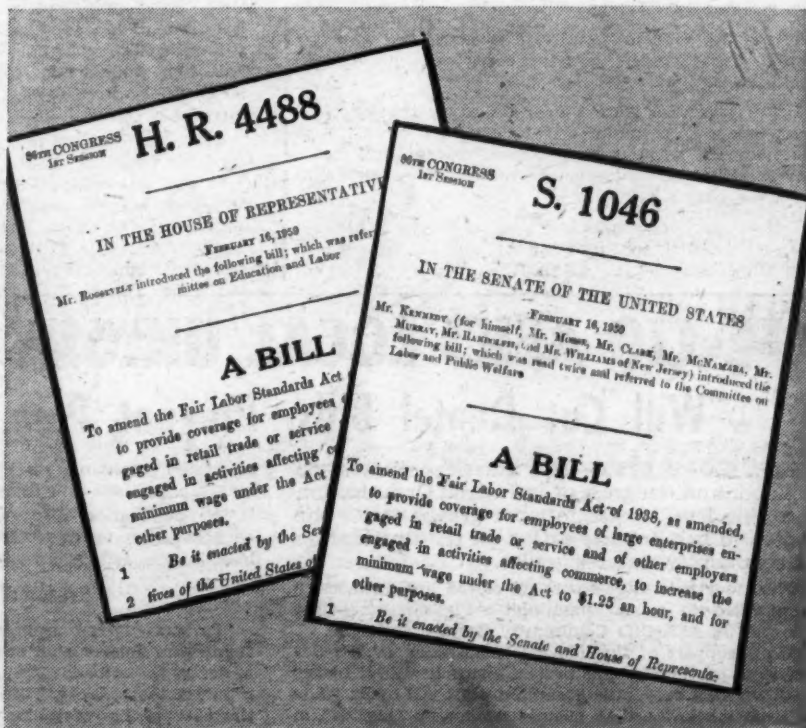 86TH CONGRESS
1ST SESSION
H. R. 4488
IN THE HOUSE OF REPRESENTATIVE
FEBRUARY 16, 1959
Mr. ROOSEVELT introduced the following bill; which was refer
mittee on Education and Labor
A BILL
To amend the Fair Labor Standards Act
to provide coverage for employees
gaged in retail trade or service
engaged in activities affecting
minimum wage under the Act
other purposes.
1 Be it enacted by the Sen
2 tives of the United States of
86TH CONGRESS
1ST SESSION
S. 1046
IN THE SENATE OF THE UNITED STATES
FEBRUARY 16, 1959
Mr. KENNEDY (for himself, Mr. MORSE, Mr. CLARK, Mr. MCNAMARA, Mr.
MURRAY, Mr. RANDOLPH, and Mr. WILLIAMS of New Jersey) introduced the
following bill; which was read twice and referred to the Committee on
Labor and Public Welfare
A BILL
To amend the Fair Labor Standards Act of 1938, as amended,
to provide coverage for employees of large enterprises en-
gaged in retail trade or service and of other employers
engaged in activities affecting commerce, to increase the
minimum wage under the Act to $1.25 an hour, and for
other purposes.
1 Be it enacted by the Senate and House of Representa-